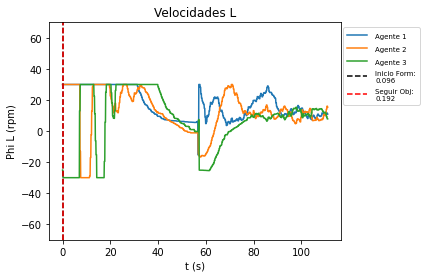 Velocidades L
Phi L (rpm)
60
40
20
0
−20
−40
−60
0
20
40
60
80
100
t (s)
Agente 1
Agente 2
Agente 3
Inicio Form:
0.096
Seguir Obj:
0.192